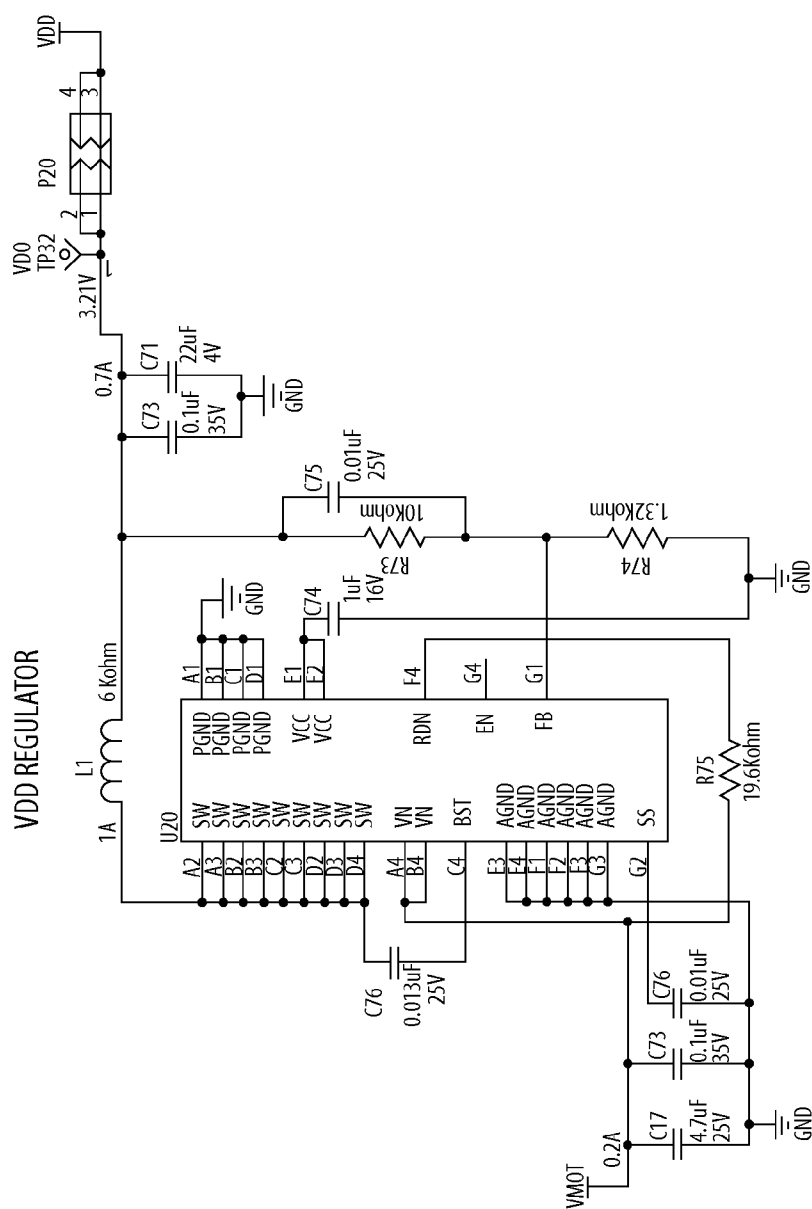 VDD REGULATOR
VMOT
0.2A
C17
4.7uF
25V
GND
C73
0.1uF
35V
C76
0.01uF
25V
C76
0.013uF
25V
1A
L1
6 Kohm
U20
A2
SW
A3
SW
B2
SW
B3
SW
C2
SW
C3
SW
D2
SW
D3
SW
D4
SW
A4
VN
B4
VN
C4
BST
E3
AGND
E4
AGND
F1
AGND
F2
AGND
F3
AGND
G3
AGND
G2
SS
PGND
A1
PGND
B1
PGND
C1
PGND
D1
GND
VCC
E1
VCC
E2
RDN
F4
EN
G4
FB
G1
C74
1uF
16V
R75
19.6Kohm
R73
10Kohm
C75
0.01uF
25V
R74
1.32Kohm
GND
C73
0.1uF
35V
0.7A
C71
22uF
4V
GND
3.21V
VDO
TP32
1
2
1
P20
4
3
VDD